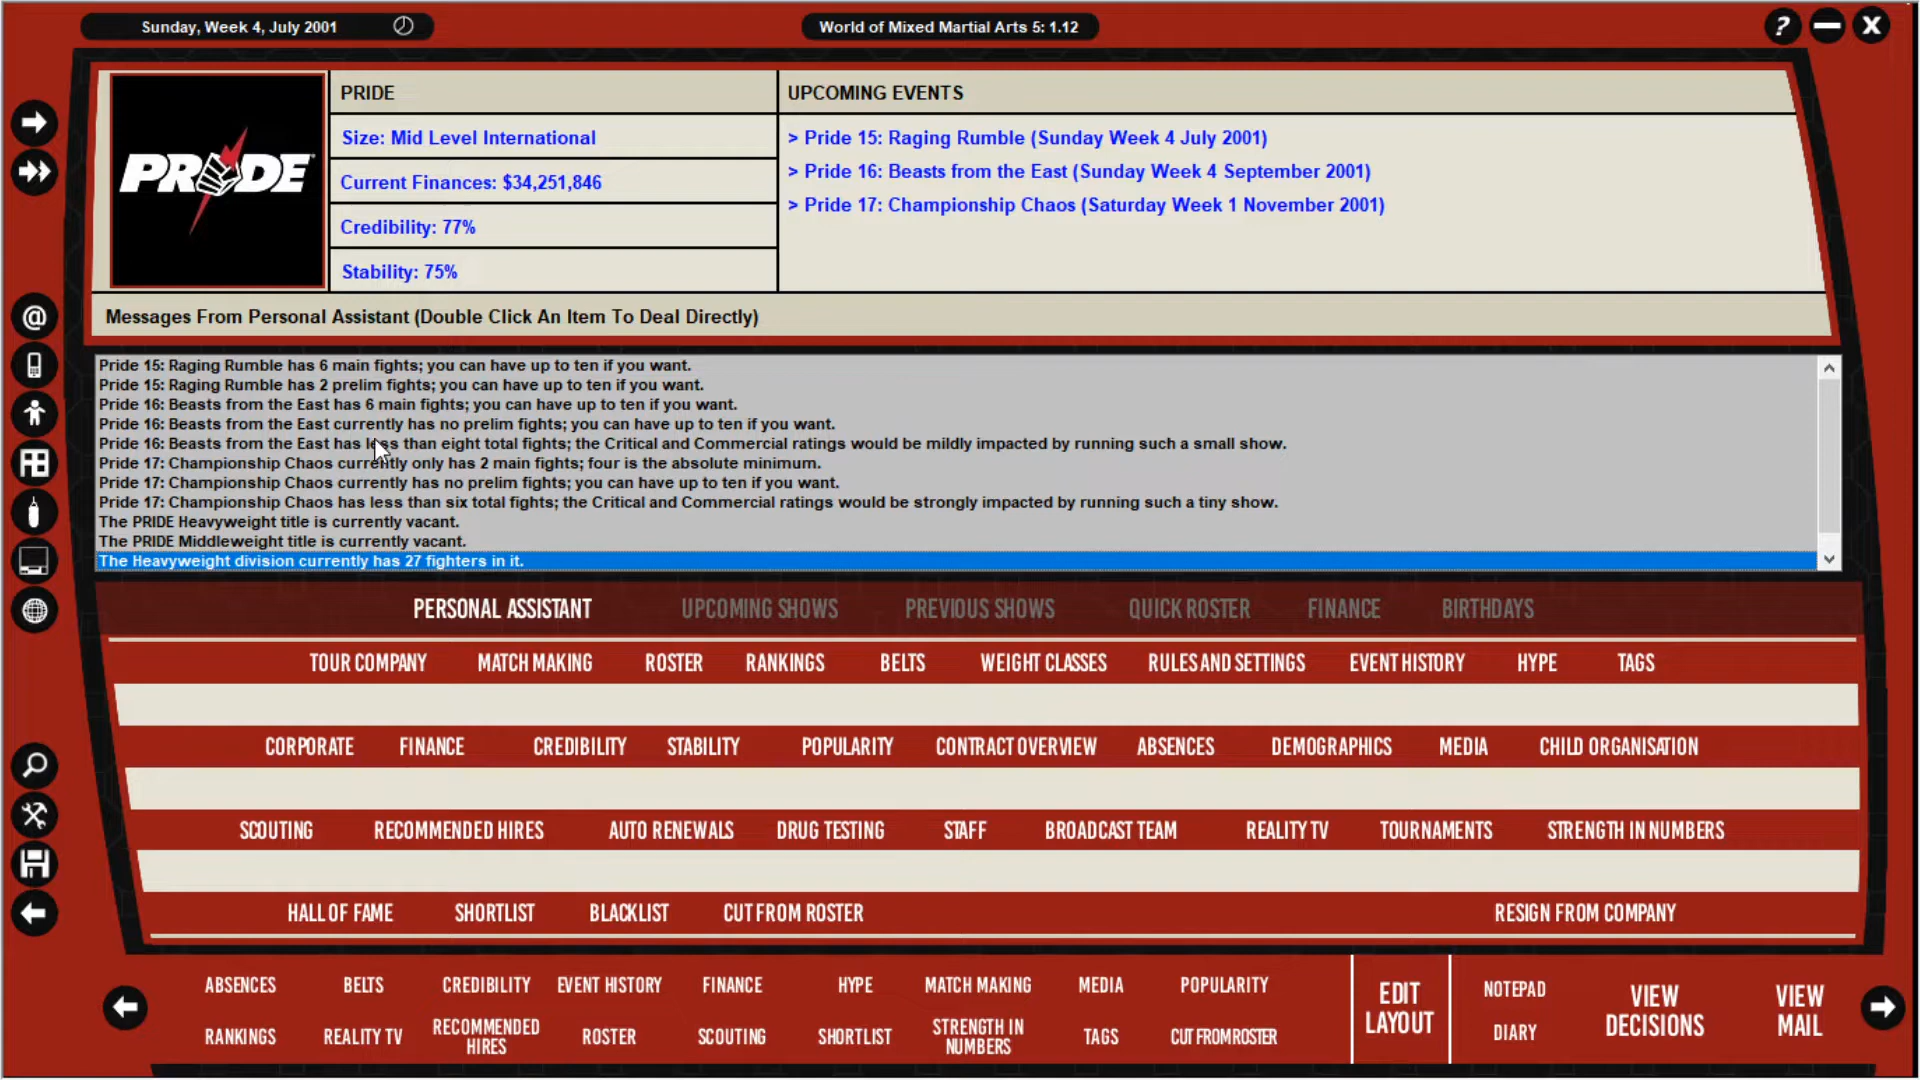 Sunday, Week 4, July 2001
World of Mixed Martial Arts 5: 1.12
?
X
PRIDE
PRIDE
UPCOMING EVENTS
Size: Mid Level International
> Pride 15: Raging Rumble (Sunday Week 4 July 2001)
Current Finances: $34,251,846
> Pride 16: Beasts from the East (Sunday Week 4 September 2001)
> Pride 17: Championship Chaos (Saturday Week 1 November 2001)
Credibility: 77%
Stability: 75%
Messages From Personal Assistant (Double Click An Item To Deal Directly)
@
Pride 15: Raging Rumble has 6 main fights; you can have up to ten if you want.
Pride 15: Raging Rumble has 2 prelim fights; you can have up to ten if you want.
Pride 16: Beasts from the East has 6 main fights; you can have up to ten if you want.
Pride 16: Beasts from the East currently has no prelim fights; you can have up to ten if you want.
Pride 16: Beasts from the East has less than eight total fights; the Critical and Commercial ratings would be mildly impacted by running such a small show.
Pride 17: Championship Chaos currently only has 2 main fights; four is the absolute minimum.
Pride 17: Championship Chaos currently has no prelim fights; you can have up to ten if you want.
Pride 17: Championship Chaos has less than six total fights; the Critical and Commercial ratings would be strongly impacted by running such a tiny show.
The PRIDE Heavyweight title is currently vacant.
The PRIDE Middleweight title is currently vacant.
The Heavyweight division currently has 27 fighters in it.
PERSONAL ASSISTANT UPCOMING SHOWS PREVIOUS SHOWS QUICK ROSTER FINANCE BIRTHDAYS
TOUR COMPANY MATCH MAKING ROSTER RANKINGS BELTS WEIGHT CLASSES RULES AND SETTINGS EVENT HISTORY HYPE TAGS
CORPORATE FINANCE CREDIBILITY STABILITY POPULARITY CONTRACT OVERVIEW ABSENCES DEMOGRAPHICS MEDIA CHILD ORGANISATION
SCOUTING RECOMMENDED HIRES AUTO RENEWALS DRUG TESTING STAFF BROADCAST TEAM REALITY TV TOURNAMENTS STRENGTH IN NUMBERS
HALL OF FAME SHORTLIST BLACKLIST CUT FROM ROSTER RESIGN FROM COMPANY
ABSENCES BELTS CREDIBILITY EVENT HISTORY FINANCE HYPE MATCH MAKING MEDIA POPULARITY
RANKINGS REALITY TV RECOMMENDED HIRES ROSTER SCOUTING SHORTLIST STRENGTH IN NUMBERS TAGS CUT FROM ROSTER
EDIT LAYOUT
NOTEPAD
DIARY
VIEW DECISIONS
VIEW MAIL